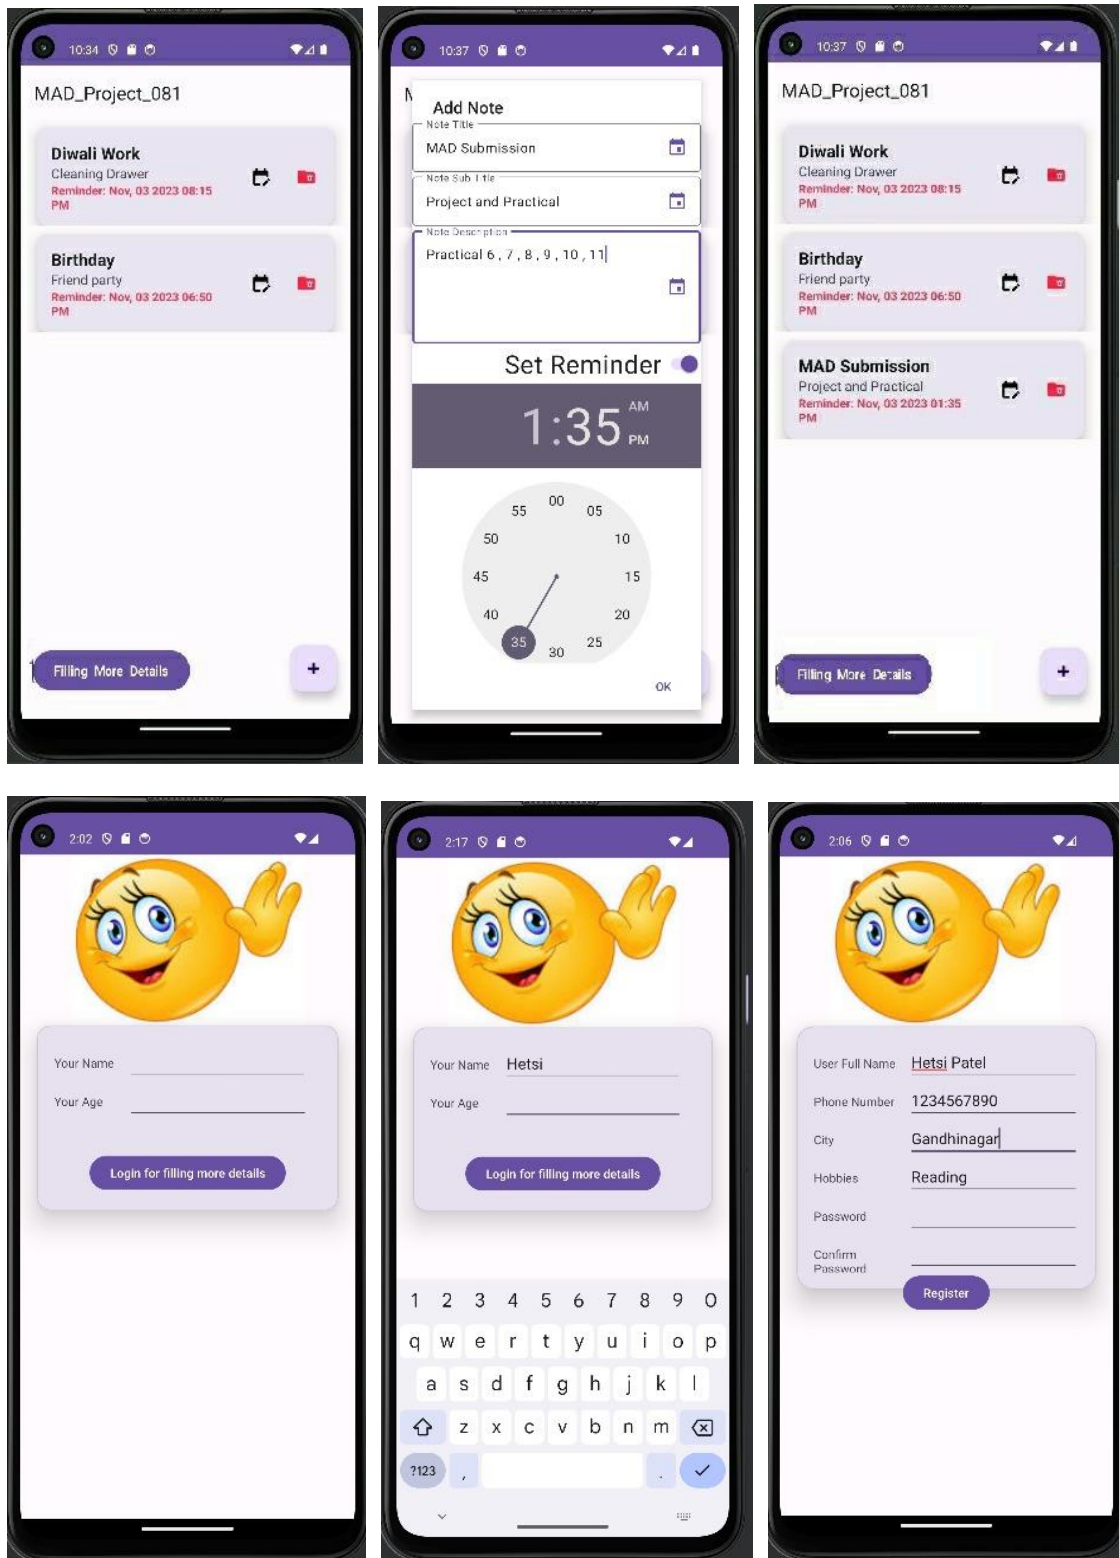 10:34
MAD_Project_081
Diwali Work
Cleaning Drawer
Reminder: Nov, 03 2023 08:15
PM
Birthday
Friend party
Reminder: Nov, 03 2023 06:50
PM
Filling More Details
+
10:37
M
Add Note
Note Title
MAD Submission
Note Sub Title
Project and Practical
Note Description
Practical 6 , 7 , 8 , 9 , 10 , 11
Set Reminder
1:35
AM
PM
00
55 05
50 10
45 15
40 20
35 25
30
OK
10:37
MAD_Project_081
Diwali Work
Cleaning Drawer
Reminder: Nov, 03 2023 08:15
PM
Birthday
Friend party
Reminder: Nov, 03 2023 06:50
PM
MAD Submission
Project and Practical
Reminder: Nov, 03 2023 01:35
PM
Filling More Details
+
2:02
Your Name
Your Age
Login for filling more details
2:17
Your Name Hetsi
Your Age
Login for filling more details
1 2 3 4 5 6 7 8 9 0
q w e r t y u i o p
a s d f g h j k l
z x c v b n m
?123 , .
2:06
User Full Name Hetsi Patel
Phone Number 1234567890
City Gandhinagar
Hobbies Reading
Password
Confirm
Password
Register